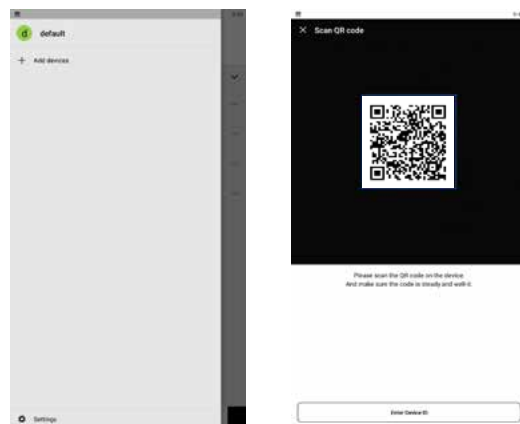 d default
+ Add devices
Settings
× Scan QR code
Please scan the QR code on the device.
And make sure the code is steady and well-lit.
Enter Device ID